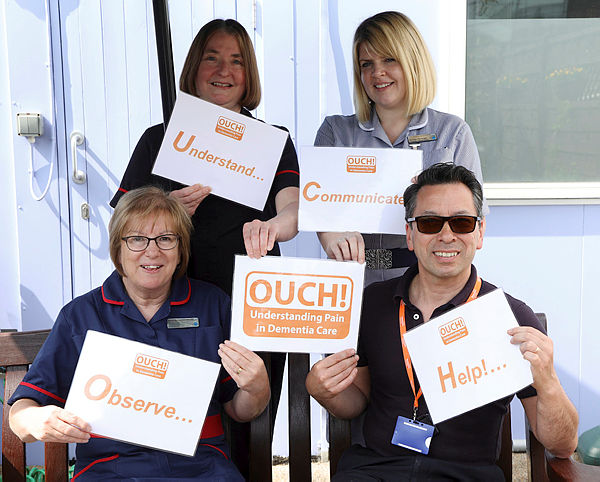 OUCH!
Understand...
OUCH!
Communicate
OUCH!
Understanding Pain
in Dementia Care
OUCH!
Observe...
OUCH!
Help!...